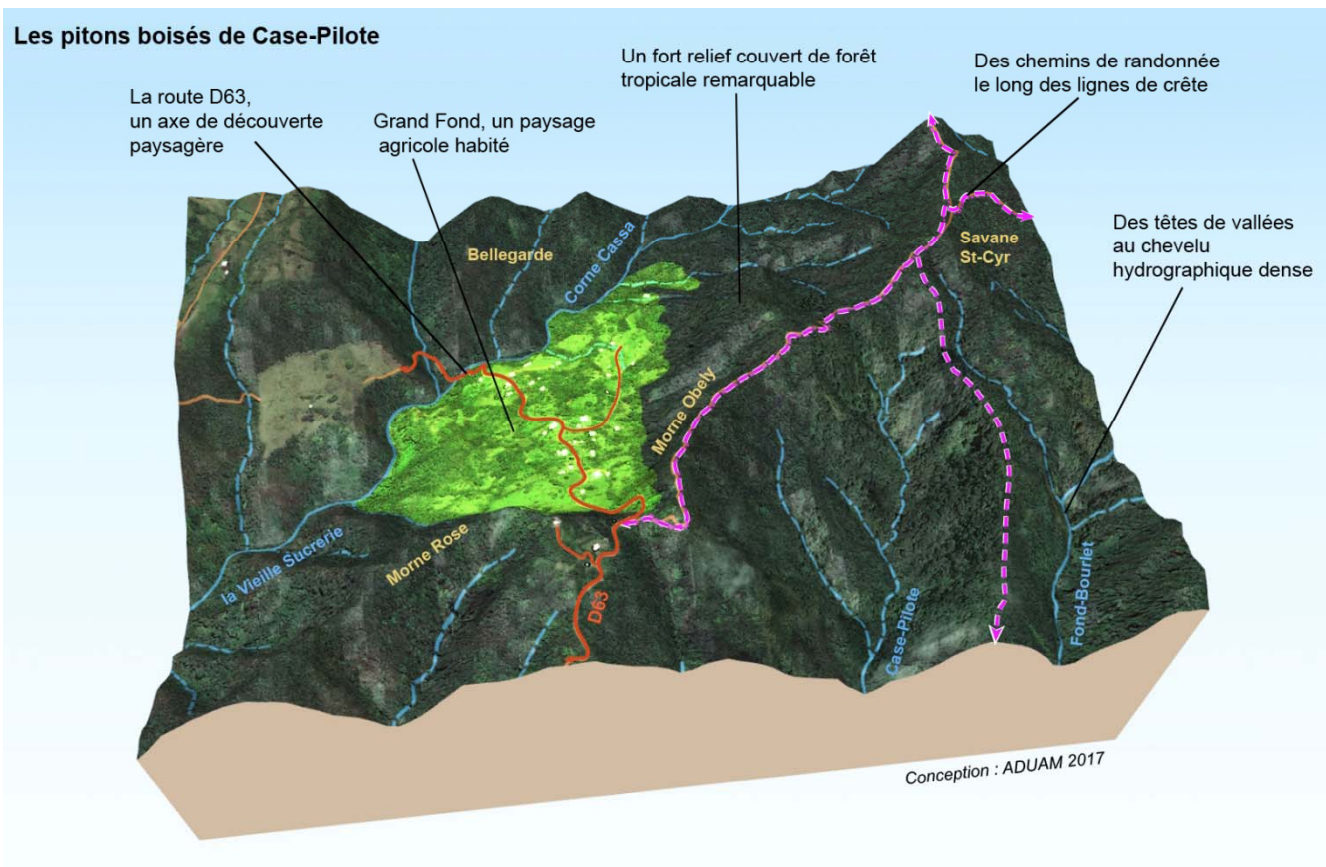 Les pitons boisés de Case-Pilote
La route D63,
un axe de découverte
paysagère
Grand Fond, un paysage
agricole habité
Un fort relief couvert de forêt
tropicale remarquable
Des chemins de randonnée
le long des lignes de crête
Des têtes de vallées
au chevelu
hydrographique dense
Bellegarde
Corne Cassa
Savane
St-Cyr
Morne Obely
la Vieille Sucrerie
Morne Rose
D63
Case-Pilote
Fond-Bourlet
Conception : ADUAM 2017